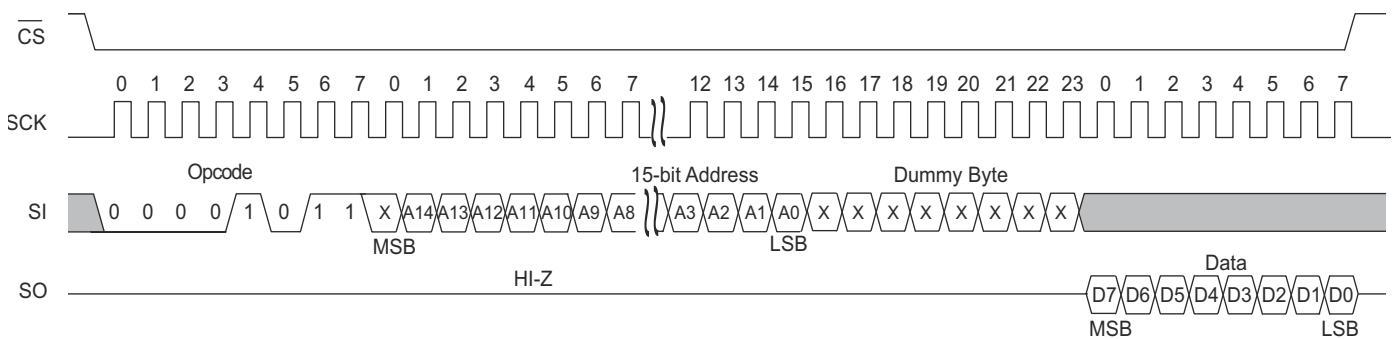 CS
0 1 2 3 4 5 6 7 0 1 2 3 4 5 6 7 12 13 14 15 16 17 18 19 20 21 22 23 0 1 2 3 4 5 6 7
SCK
Opcode 15-bit Address Dummy Byte
SI 0 0 0 0 1 0 1 1 X A14 A13 A12 A11 A10 A9 A8 A3 A2 A1 A0 X X X X X X X X
MSB LSB
HI-Z Data
SO D7 D6 D5 D4 D3 D2 D1 D0
MSB LSB